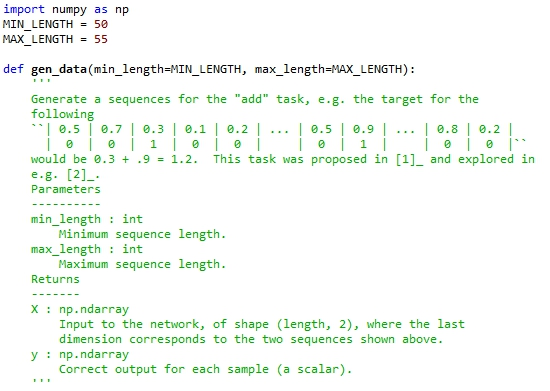 import numpy as np
MIN_LENGTH = 50
MAX_LENGTH = 55

def gen_data(min_length=MIN_LENGTH, max_length=MAX_LENGTH):
    '''
    Generate a sequences for the "add" task, e.g. the target for the
    following
    ``| 0.5 | 0.7 | 0.3 | 0.1 | 0.2 | ... | 0.5 | 0.9 | ... | 0.8 | 0.2 |
      |  0  |  0  |  1  |  0  |  0  |     |  0  |  1  |     |  0  |  0  |``
    would be 0.3 + .9 = 1.2.  This task was proposed in [1]_ and explored in
    e.g. [2]_.
    Parameters
    ----------
    min_length : int
        Minimum sequence length.
    max_length : int
        Maximum sequence length.
    Returns
    -------
    X : np.ndarray
        Input to the network, of shape (length, 2), where the last
        dimension corresponds to the two sequences shown above.
    y : np.ndarray
        Correct output for each sample (a scalar).
    '''